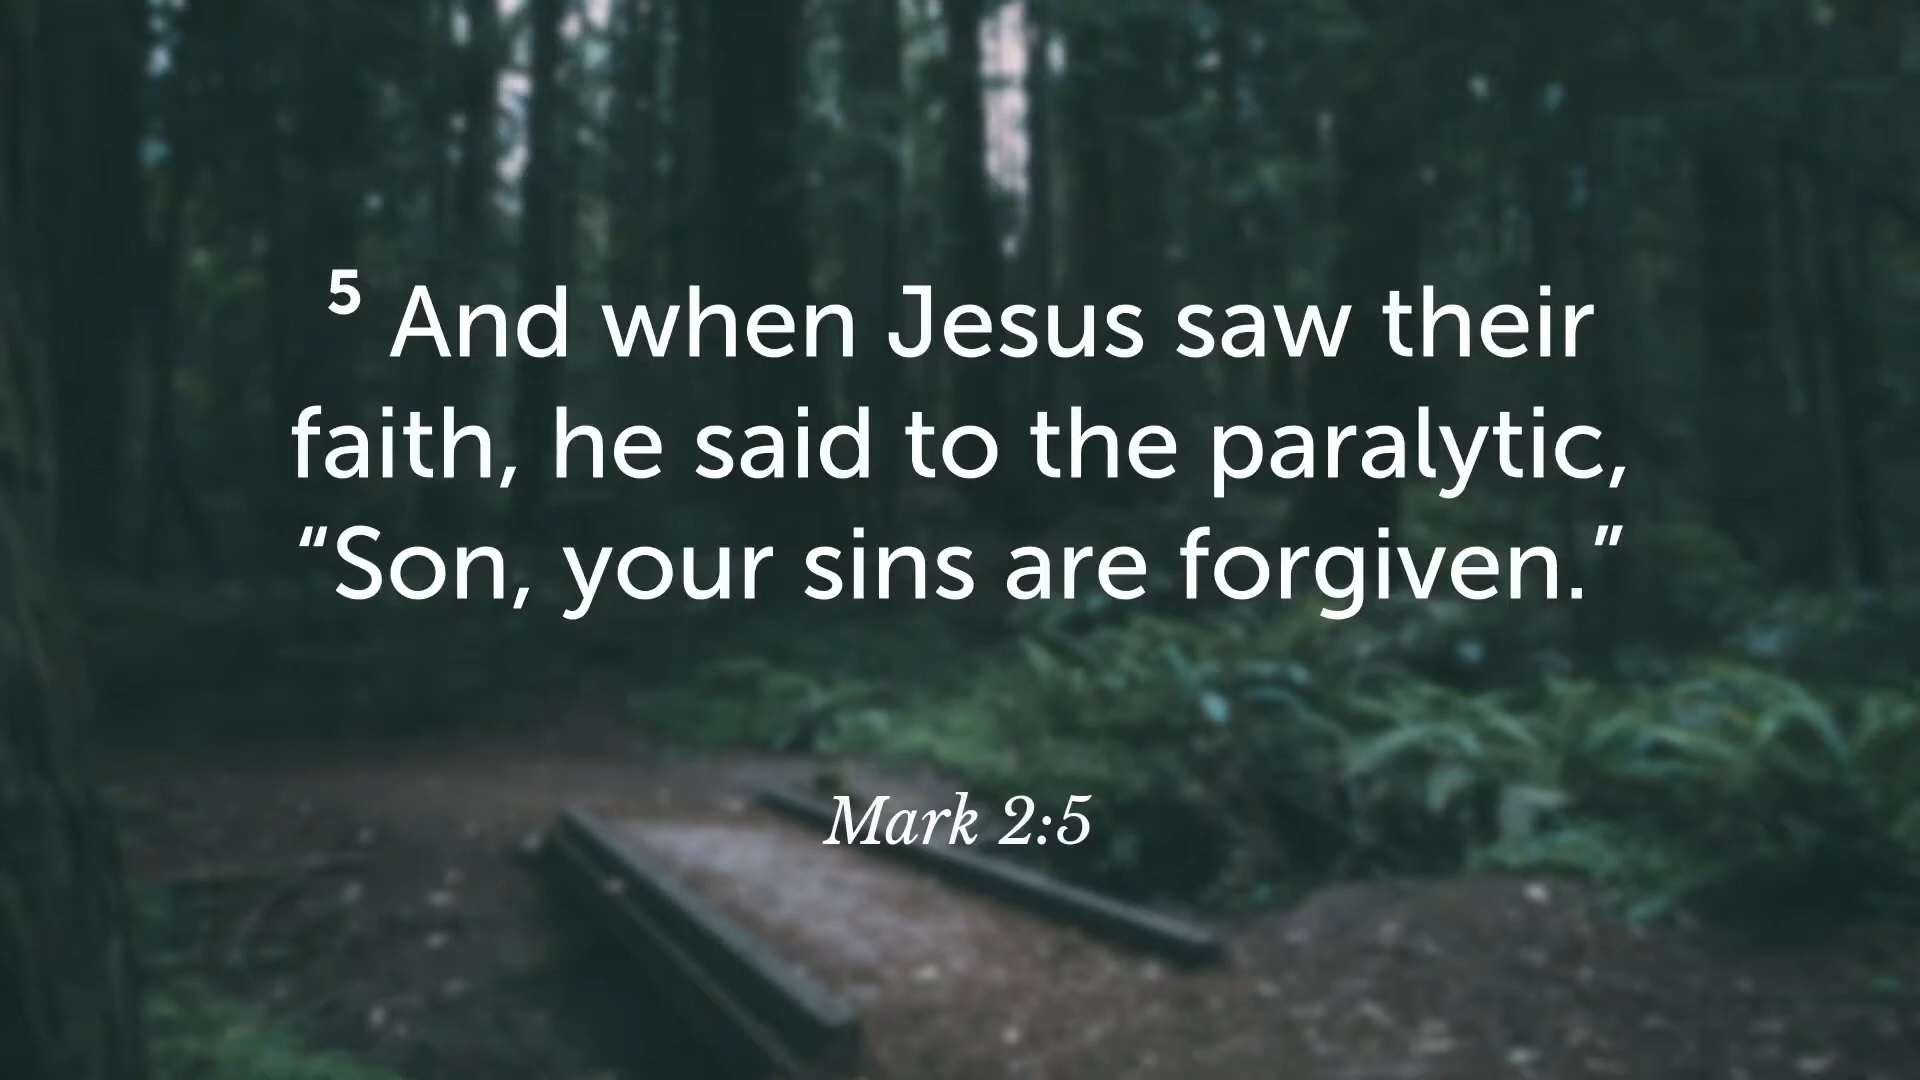 5 And when Jesus saw their
faith, he said to the paralytic,
“Son, your sins are forgiven.”
Mark 2:5